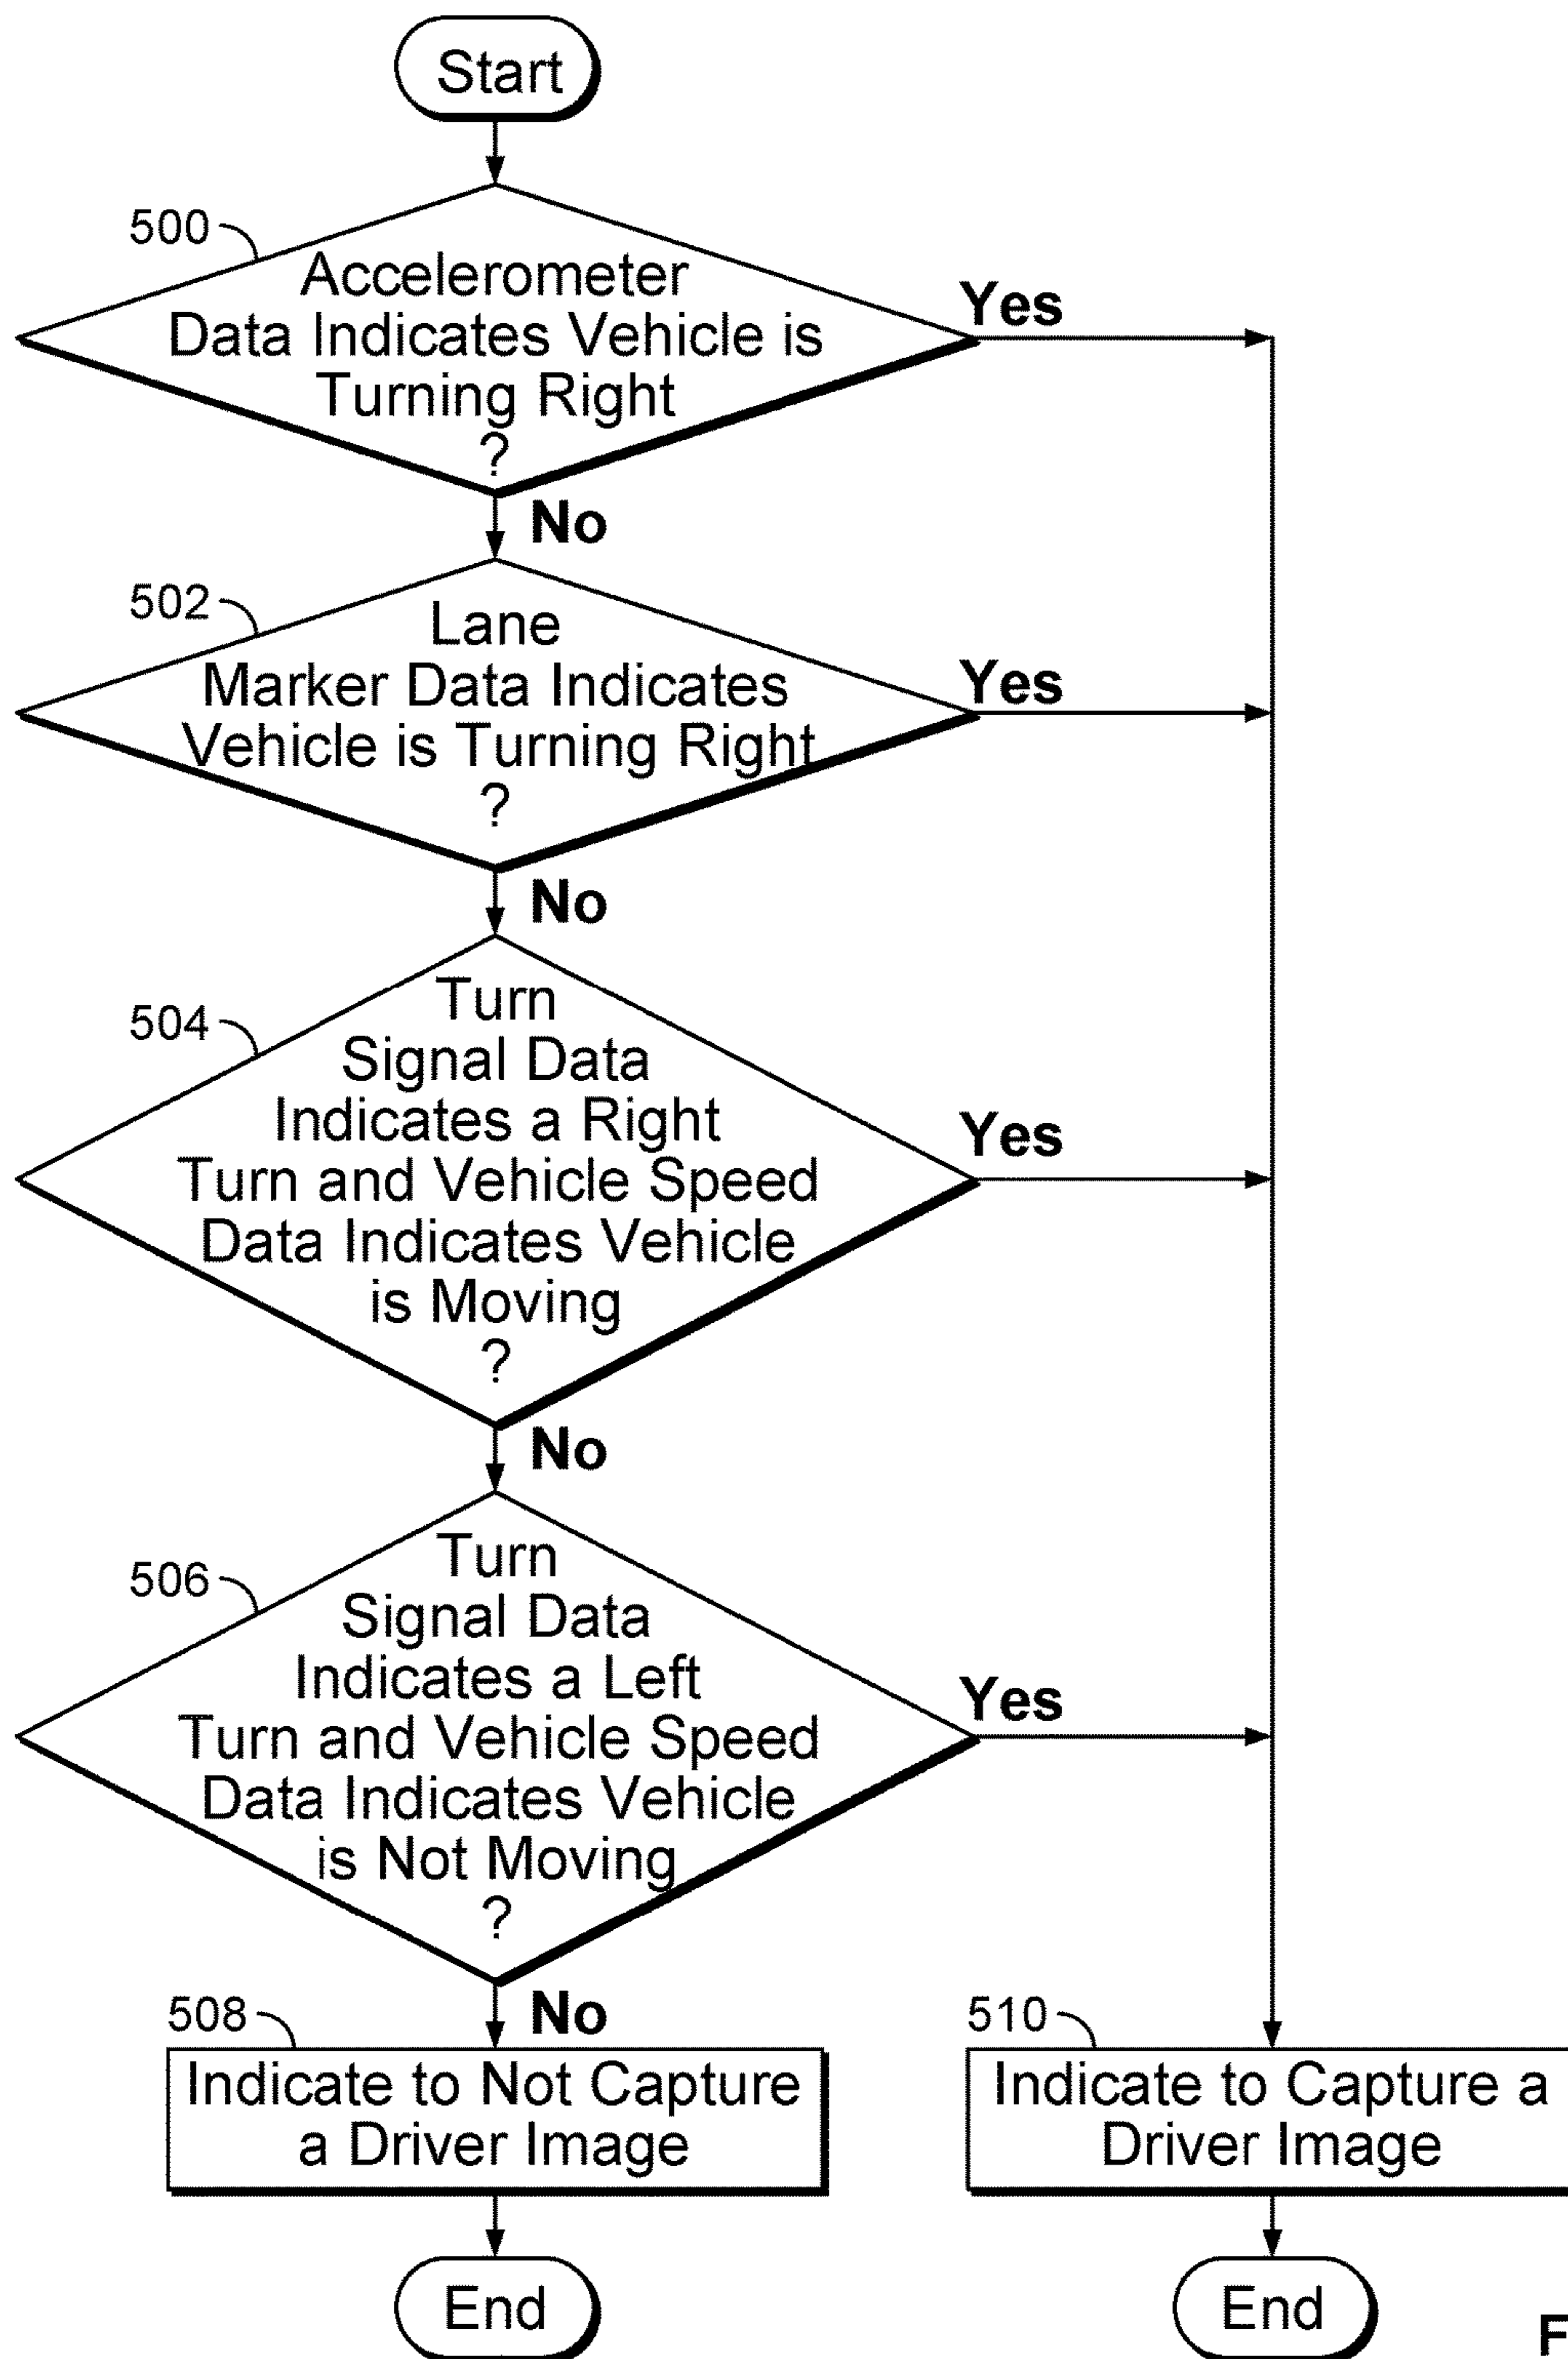 Start
500
Accelerometer
Data Indicates Vehicle is
Turning Right
?
Yes
No
502
Lane
Marker Data Indicates
Vehicle is Turning Right
?
Yes
No
504
Turn
Signal Data
Indicates a Right
Turn and Vehicle Speed
Data Indicates Vehicle
is Moving
?
Yes
No
506
Turn
Signal Data
Indicates a Left
Turn and Vehicle Speed
Data Indicates Vehicle
is Not Moving
?
Yes
No
508
Indicate to Not Capture
a Driver Image
510
Indicate to Capture a
Driver Image
End
End